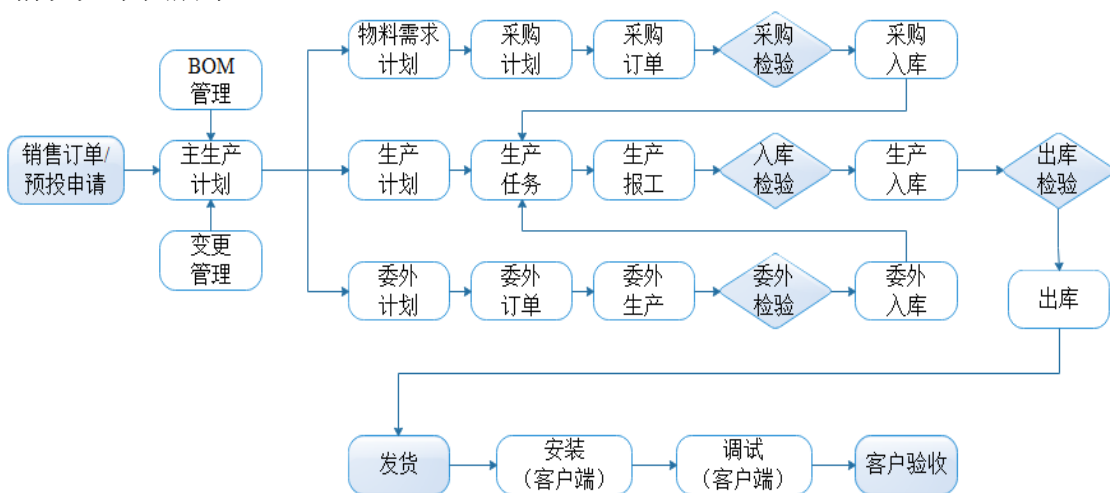 物料需求
计划
采购
计划
采购
订单
采购
检验
采购
入库
BOM
管理
销售订单/
预投申请
主生产
计划
生产
计划
生产
任务
生产
报工
入库
检验
生产
入库
出库
检验
变更
管理
委外
计划
委外
订单
委外
生产
委外
检验
委外
入库
出库
发货
安装
（客户端）
调试
（客户端）
客户验收